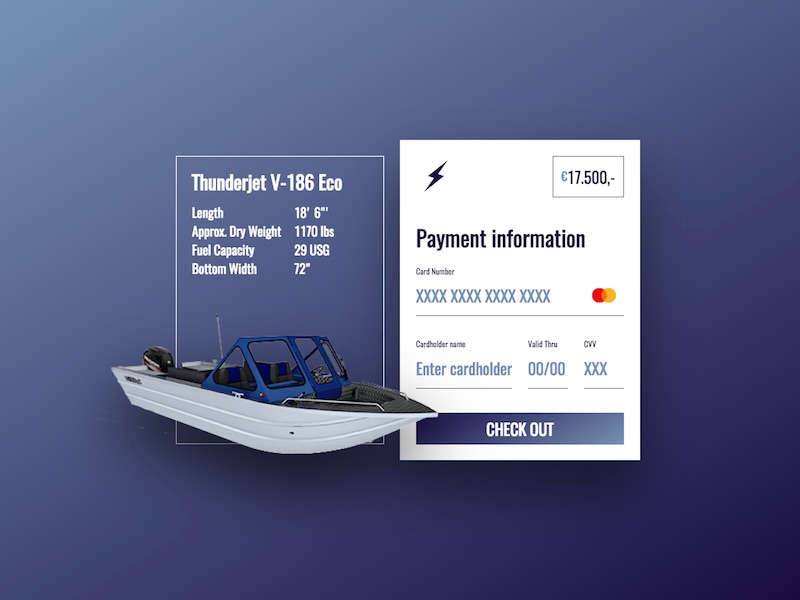 Thunderjet V-186 Eco
Length 18' 6"'
Approx. Dry Weight 1170 lbs
Fuel Capacity 29 USG
Bottom Width 72"
€17.500,-
Payment information
Card Number
XXXX XXXX XXXX XXXX
Cardholder name Valid Thru CVV
Enter cardholder 00/00 XXX
CHECK OUT